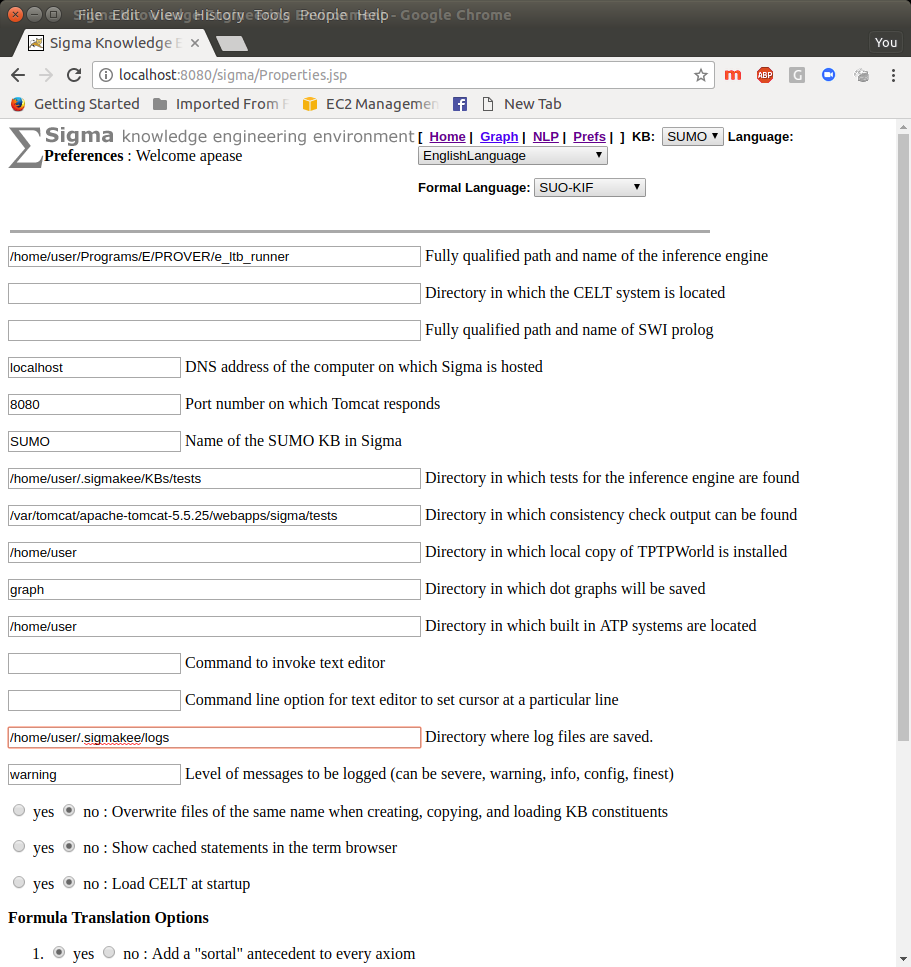 File Edit View History Tools People Help - Google Chrome
Sigma Knowledge E
You
localhost:8080/sigma/Properties.jsp
ABP
G
Getting Started Imported From F EC2 Managemen New Tab
Sigma knowledge engineering environment [ Home | Graph | NLP | Prefs | ] KB: SUMO Language:
Preferences : Welcome apease EnglishLanguage
Formal Language: SUO-KIF
/home/user/Programs/E/PROVER/e_ltb_runner Fully qualified path and name of the inference engine
Directory in which the CELT system is located
Fully qualified path and name of SWI prolog
localhost DNS address of the computer on which Sigma is hosted
8080 Port number on which Tomcat responds
SUMO Name of the SUMO KB in Sigma
/home/user/.sigmakee/KBs/tests Directory in which tests for the inference engine are found
/var/tomcat/apache-tomcat-5.5.25/webapps/sigma/tests Directory in which consistency check output can be found
/home/user Directory in which local copy of TPTPWorld is installed
graph Directory in which dot graphs will be saved
/home/user Directory in which built in ATP systems are located
Command to invoke text editor
Command line option for text editor to set cursor at a particular line
/home/user/.sigmakee/logs Directory where log files are saved.
warning Level of messages to be logged (can be severe, warning, info, config, finest)
yes no : Overwrite files of the same name when creating, copying, and loading KB constituents
yes no : Show cached statements in the term browser
yes no : Load CELT at startup
Formula Translation Options
1. yes no : Add a "sortal" antecedent to every axiom